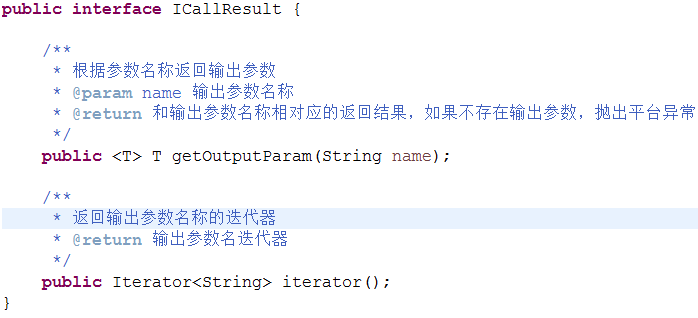 public interface ICallResult {
/**
* 根据参数名称返回输出参数
* @param name 输出参数名称
* @return 和输出参数名称相对应的返回结果，如果不存在输出参数，抛出平台异常
*/
public <T> T getOutputParam(String name);
/**
* 返回输出参数名称的迭代器
* @return 输出参数名迭代器
*/
public Iterator<String> iterator();
}